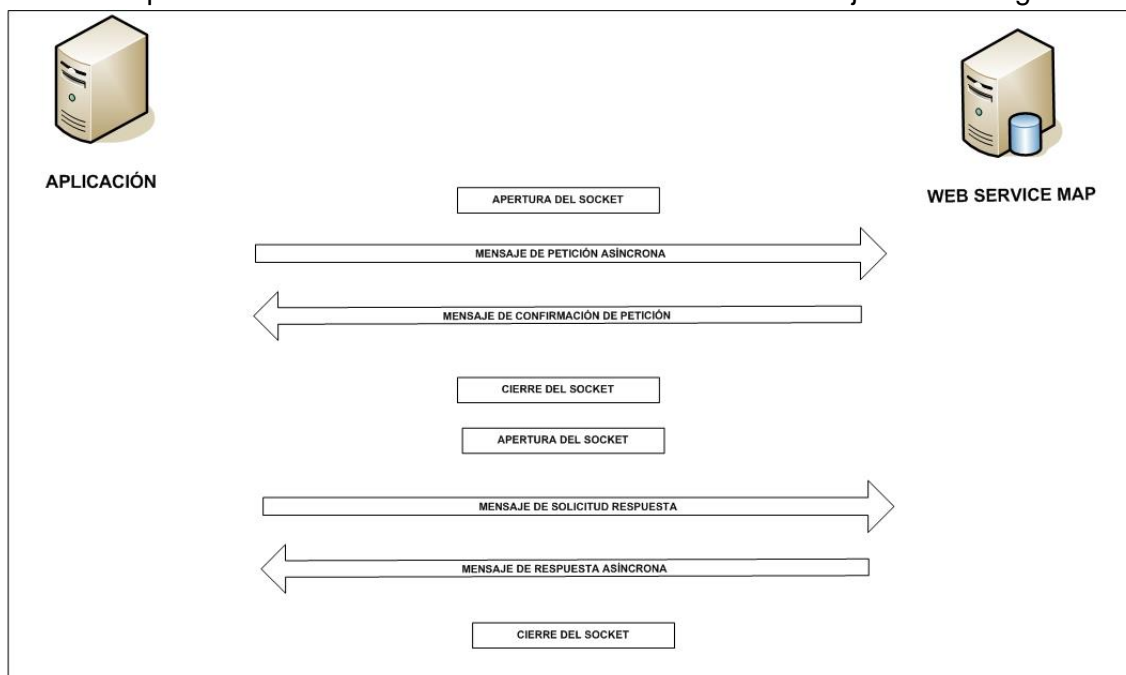 APLICACIÓN
WEB SERVICE MAP
APERTURA DEL SOCKET
MENSAJE DE PETICIÓN ASÍNCRONA
MENSAJE DE CONFIRMACIÓN DE PETICIÓN
CIERRE DEL SOCKET
APERTURA DEL SOCKET
MENSAJE DE SOLICITUD RESPUESTA
MENSAJE DE RESPUESTA ASÍNCRONA
CIERRE DEL SOCKET